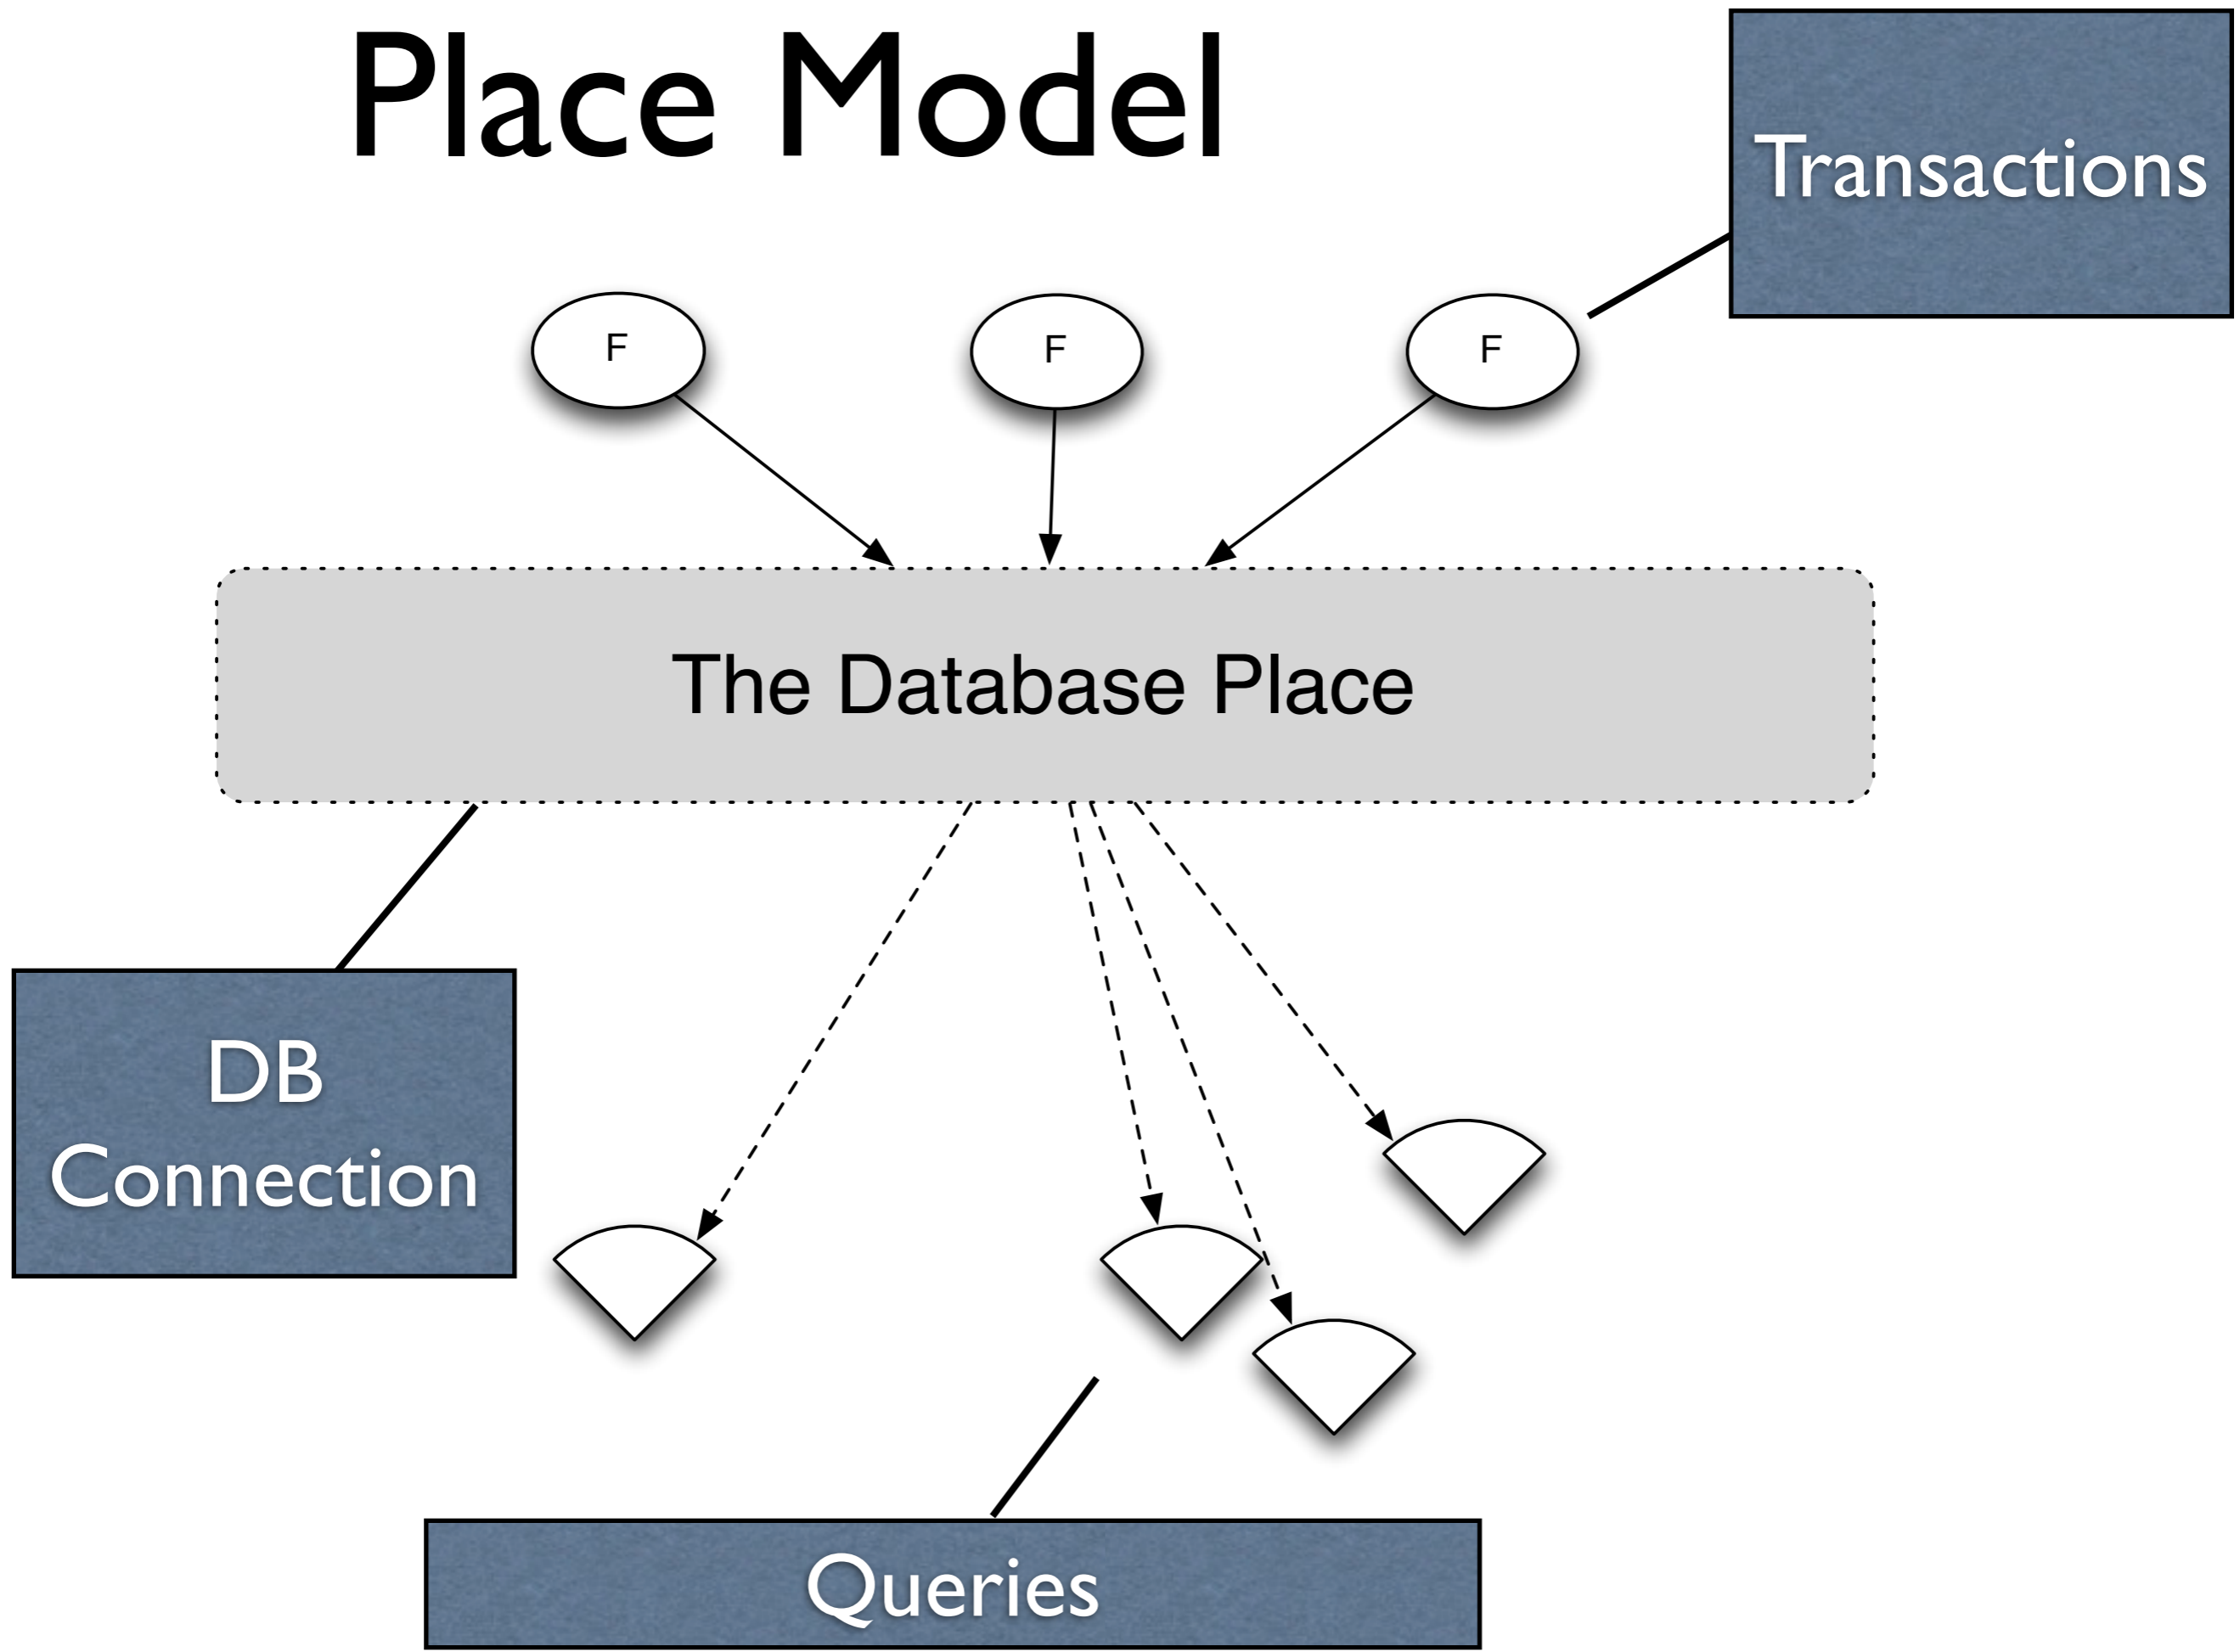 Place Model
Transactions
F
F
F
The Database Place
DB
Connection
Queries